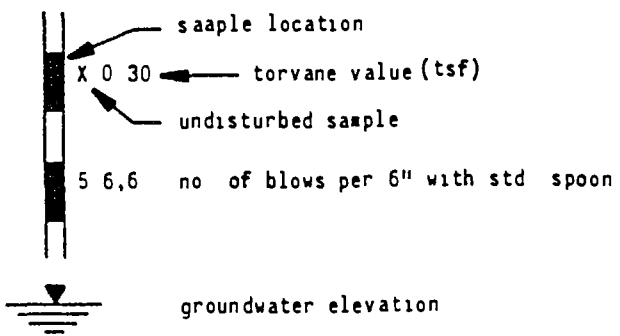 saaple location
X 0 30 torvane value (tsf)
undisturbed sample
5 6,6 no of blows per 6" with std spoon
groundwater elevation